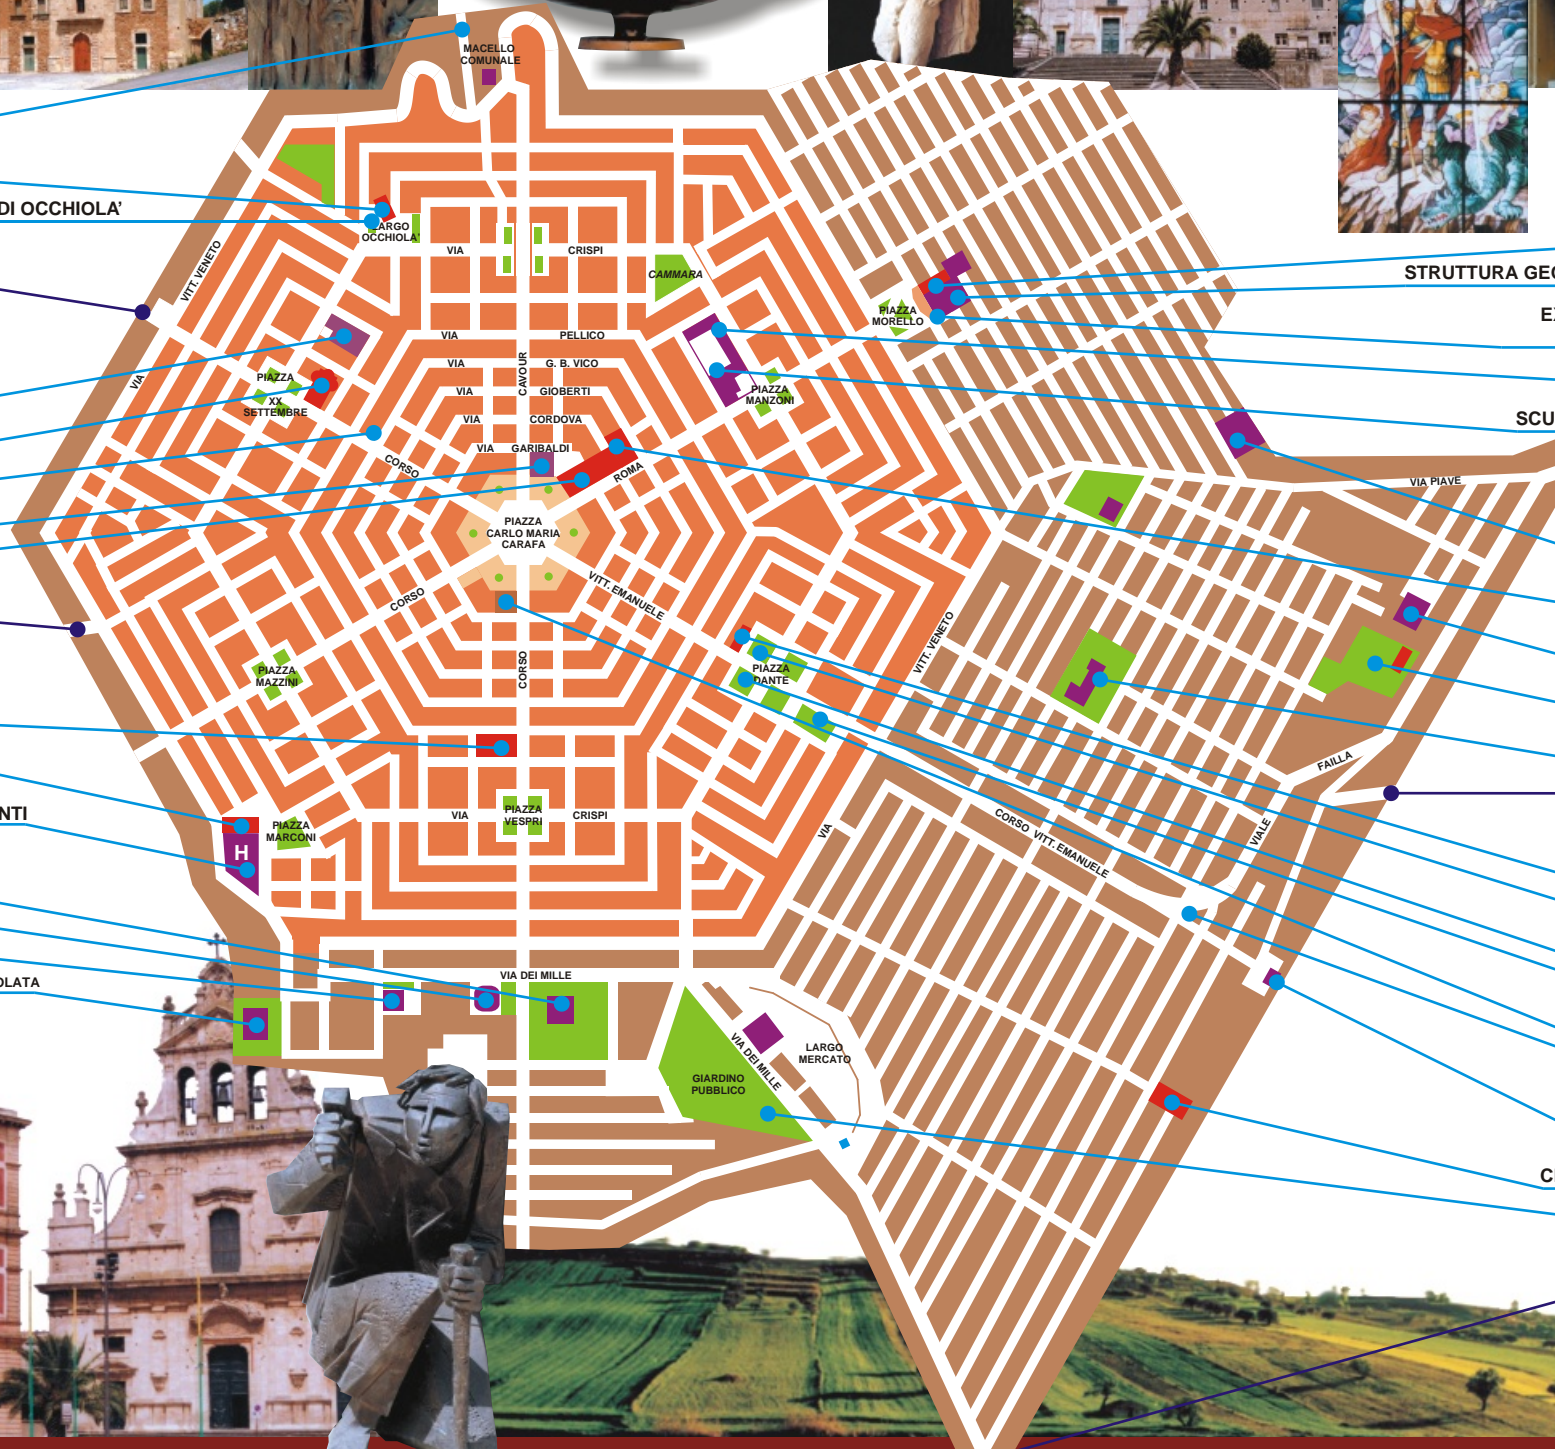 MACELLO
COMUNALE
DI OCCHIOLA'
LARGO
OCCHIOLA'
VIA
CRISPI
VITT. VENETO
CAMMARA
STRUTTURA GEO
PIAZZA
MORELLO
E
VIA
PELLICO
VIA
G. B. VICO
CAVOUR
VIA
PIAZZA
XX
SETTEMBRE
VIA
GIOBERTI
PIAZZA
MANZONI
VIA
CORDOVA
SCU
VIA
GARIBALDI
CORSO
ROMA
VIA PIAVE
PIAZZA
CARLO MARIA
CARAFA
CORSO
VITT. EMANUELE
VITT. VENETO
CORSO
PIAZZA
MAZZINI
PIAZZA
DANTE
FAILLA
NTI
VIA
PIAZZA
VESPRI
CRISPI
PIAZZA
MARCONI
VIA
CORSO VITT. EMANUELE
VIALE
H
VIA DEI MILLE
OLATA
VIA DEI MILLE
LARGO
MERCATO
GIARDINO
PUBBLICO
C